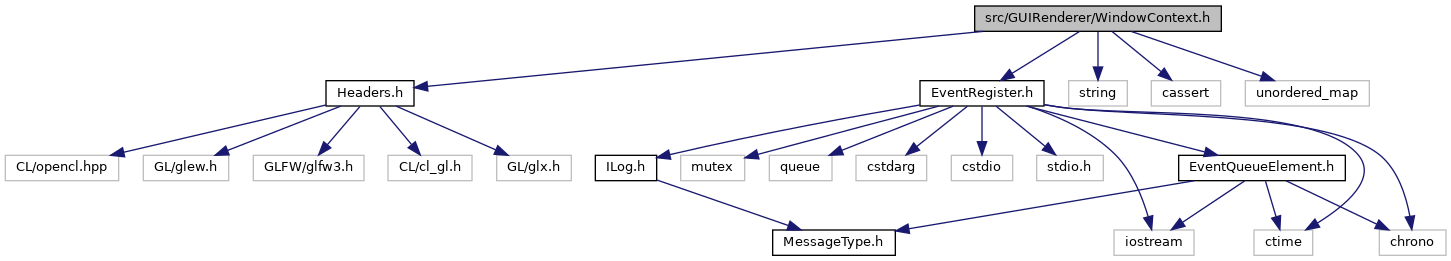 src/GUIRenderer/WindowContext.h
Headers.h
EventRegister.h
string
cassert
unordered_map
CL/opencl.hpp
GL/glew.h
GLFW/glfw3.h
CL/cl_gl.h
GL/glx.h
ILog.h
mutex
queue
cstdarg
cstdio
stdio.h
EventQueueElement.h
MessageType.h
iostream
ctime
chrono